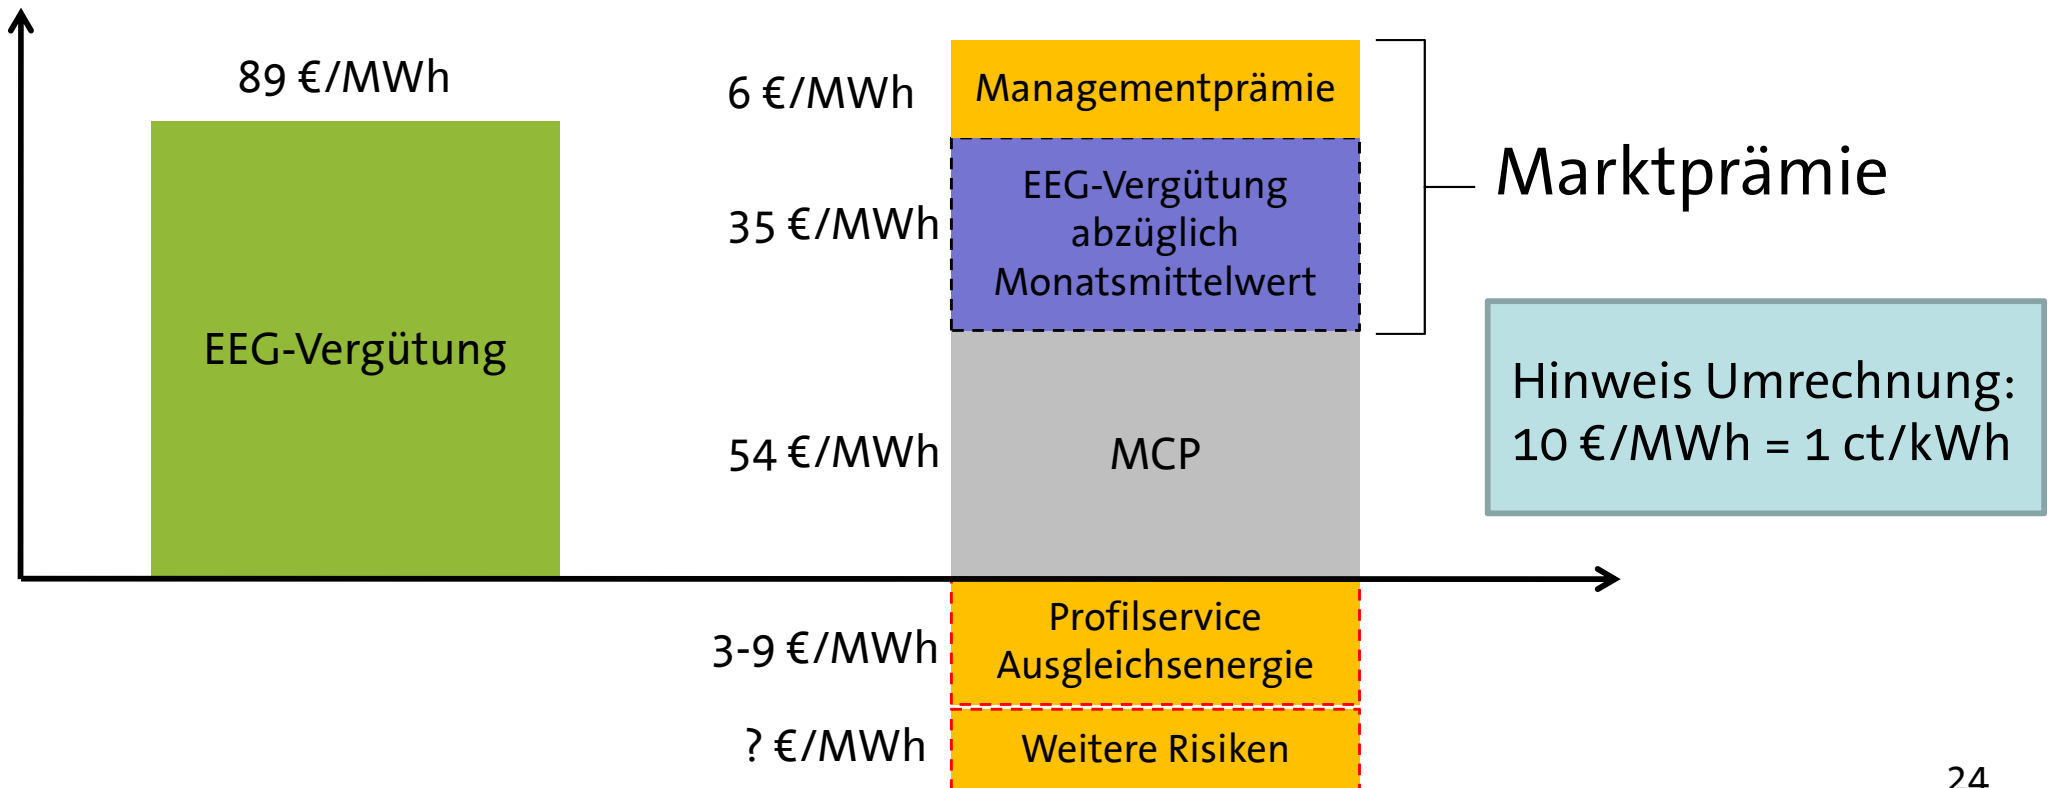 89 €/MWh
EEG-Vergütung
6 €/MWh
Managementprämie
35 €/MWh
EEG-Vergütung
abzüglich
Monatsmittelwert
Marktprämie
54 €/MWh
MCP
Hinweis Umrechnung:
10 €/MWh = 1 ct/kWh
3-9 €/MWh
Profilservice
Ausgleichsenergie
? €/MWh
Weitere Risiken
24